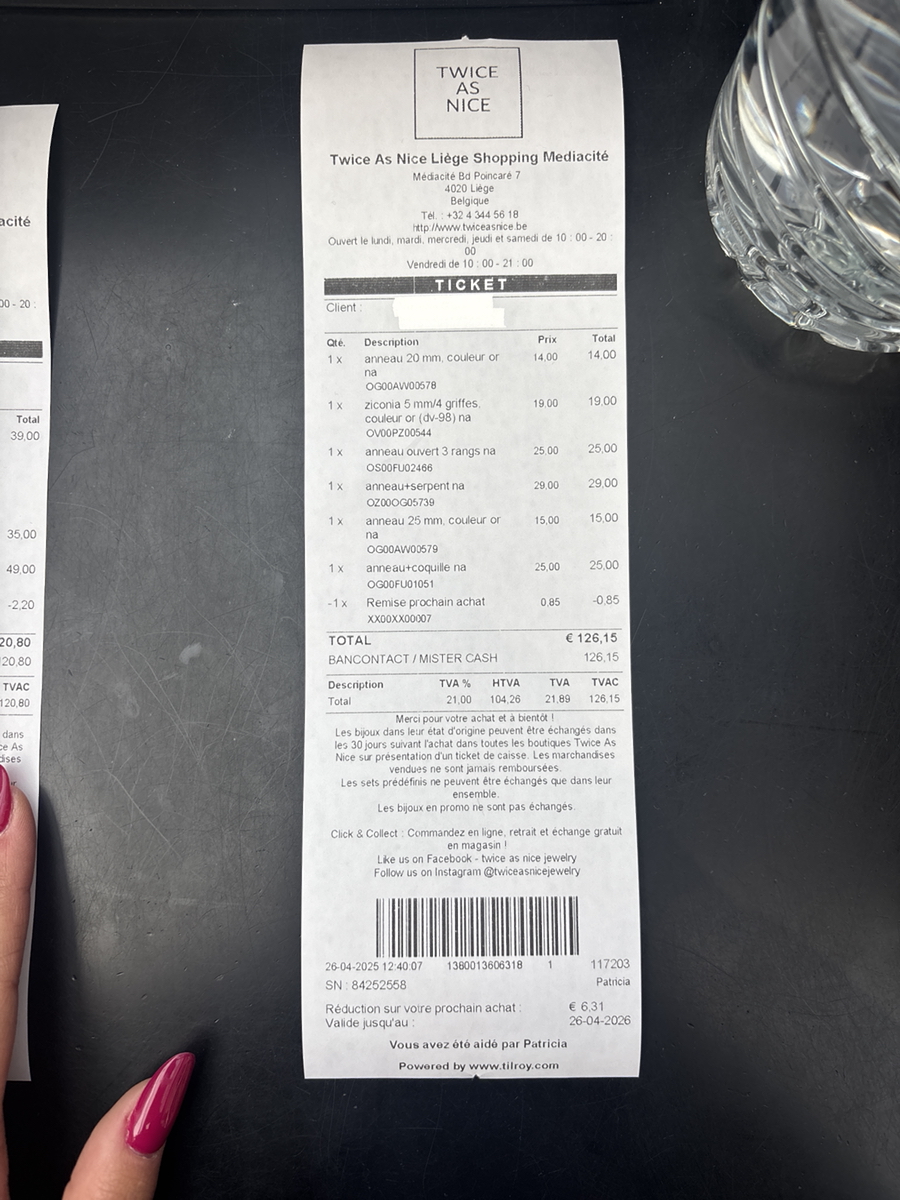 TWICE
AS
NICE
Twice As Nice Liège Shopping Mediacité
Médiacité Bd Poincaré 7
4020 Liège
Belgique
Tél. : +32 4 344 56 18
http://www.twiceasnice.be
Ouvert le lundi, mardi, mercredi, jeudi et samedi de 10 : 00 - 20 :
00
Vendredi de 10 : 00 - 21 : 00
TICKET
Client :
Qté. Description Prix Total
1 x anneau 20 mm, couleur or 14,00 14,00
na
OG00AW00578
1 x ziconia 5 mm/4 griffes, 19,00 19,00
couleur or (dv-98) na
OV00PZ00544
1 x anneau ouvert 3 rangs na 25,00 25,00
OS00FU02466
1 x anneau+serpent na 29,00 29,00
OZ00OG05739
1 x anneau 25 mm, couleur or 15,00 15,00
na
OG00AW00579
1 x anneau+coquille na 25,00 25,00
OG00FU01051
-1 x Remise prochain achat 0,85 -0,85
XX00XX00007
TOTAL € 126,15
BANCONTACT / MISTER CASH 126,15
Description TVA % HTVA TVA TVAC
Total 21,00 104,26 21,89 126,15
Merci pour votre achat et à bientôt !
Les bijoux dans leur état d'origine peuvent être échangés dans
les 30 jours suivant l'achat dans toutes les boutiques Twice As
Nice sur présentation d'un ticket de caisse. Les marchandises
vendues ne sont jamais remboursées.
Les sets prédéfinis ne peuvent être échangés que dans leur
ensemble.
Les bijoux en promo ne sont pas échangés.
Click & Collect : Commandez en ligne, retrait et échange gratuit
en magasin !
Like us on Facebook - twice as nice jewelry
Follow us on Instagram @twiceasnicejewelry
26-04-2025 12:40:07 1380013606318 1 117203
SN : 84252558 Patricia
Réduction sur votre prochain achat : € 6,31
Valide jusqu'au : 26-04-2026
Vous avez été aidé par Patricia
Powered by www.tilroy.com
acité
00 - 20 :
Total
39,00
35,00
49,00
-2,20
20,80
20,80
TVAC
120,80
dans
ce As
dises